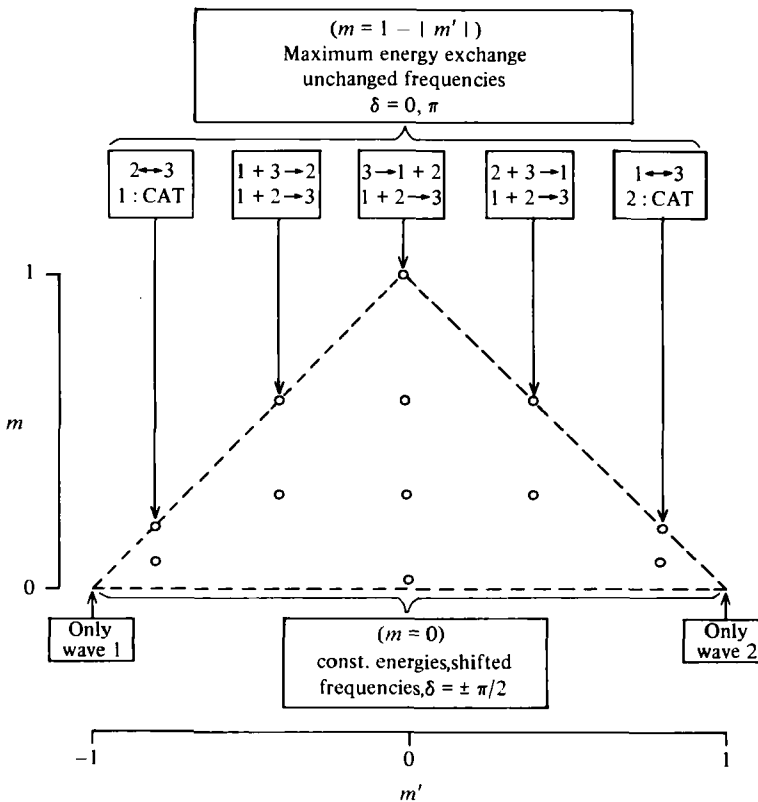 (m = 1 − | m′ | )
Maximum energy exchange
unchanged frequencies
δ = 0, π
2↔3
1 : CAT
1 + 3→2
1 + 2→3
3→1 + 2
1 + 2→3
2 + 3→1
1 + 2→3
1↔3
2 : CAT
1
m
0
Only
wave 1
(m = 0)
const. energies,shifted
frequencies,δ = ± π/2
Only
wave 2
−1
0
1
m′